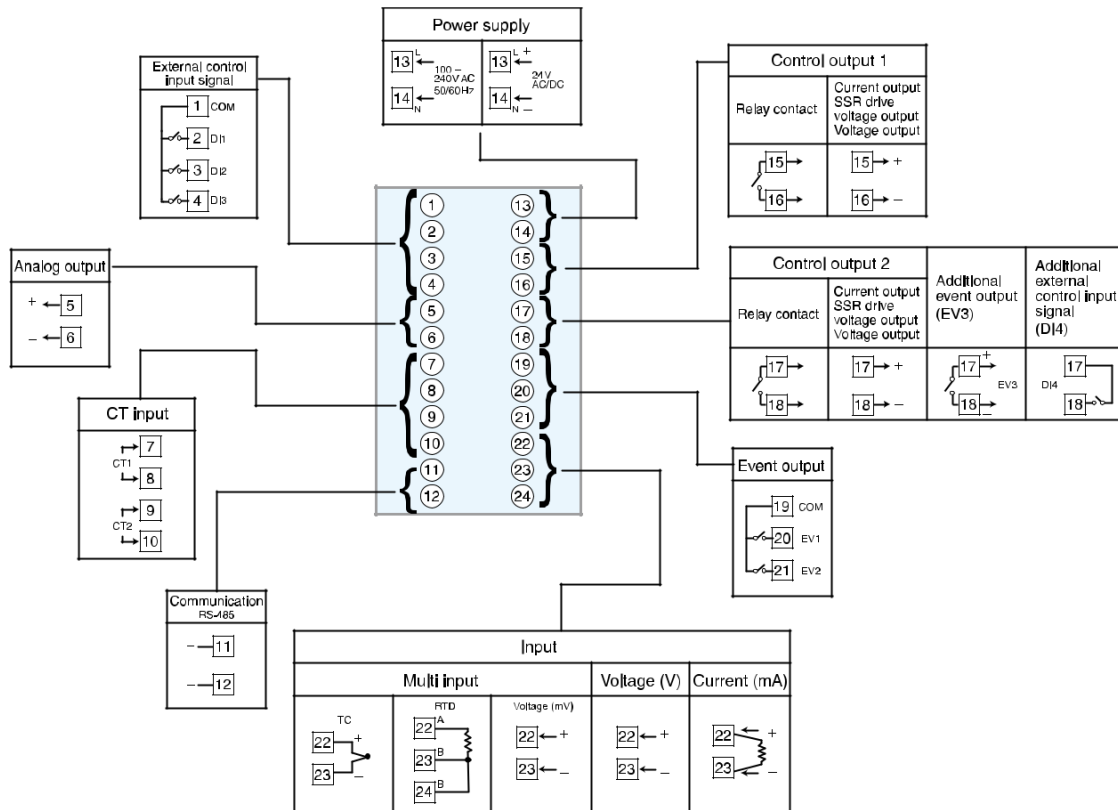 Power supply
13 L
14 N
100 –
240V AC
50/60Hz
13 L +
14 N –
24V
AC/DC
External control
input signal
1 COM
2 DI1
3 DI2
4 DI3
Control output 1
Relay contact
Current output
SSR drive
voltage output
Voltage output
15
16
15 +
16 –
1
2
3
4
5
6
7
8
9
10
11
12
13
14
15
16
17
18
19
20
21
22
23
24
Analog output
+ 5
– 6
Control output 2
Relay contact
Current output
SSR drive
voltage output
Voltage output
Additional
event output
(EV3)
Additional
external
control input
signal
(DI4)
17
18
17 +
18 –
17 +
EV3
18 –
17
DI4
18
CT input
7
CT1
8
9
CT2
10
Event output
19 COM
20 EV1
21 EV2
Communication
RS-485
– 11
– 12
Input
Multi input
Voltage (V)
Current (mA)
TC
22 +
23 –
RTD
22 A
23 B
24 B
Voltage (mV)
22 +
23 –
22 +
23 –
22 +
23 –